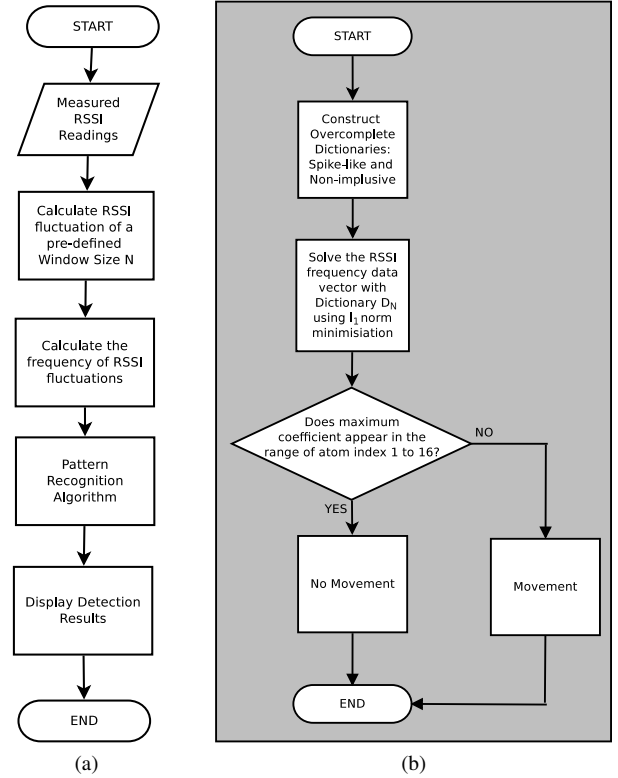 START
Measured
RSSI
Readings
Calculate RSSI
fluctuation of a
pre-defined
Window Size N
Calculate the
frequency of RSSI
fluctuations
Pattern
Recognition
Algorithm
Display Detection
Results
END
(a)
START
Construct
Overcomplete
Dictionaries:
Spike-like and
Non-implusive
Solve the RSSI
frequency data
vector with
Dictionary D_N
using l_1 norm
minimisiation
Does maximum
coefficient appear in the
range of atom index 1 to 16?
NO
YES
No Movement
Movement
END
(b)